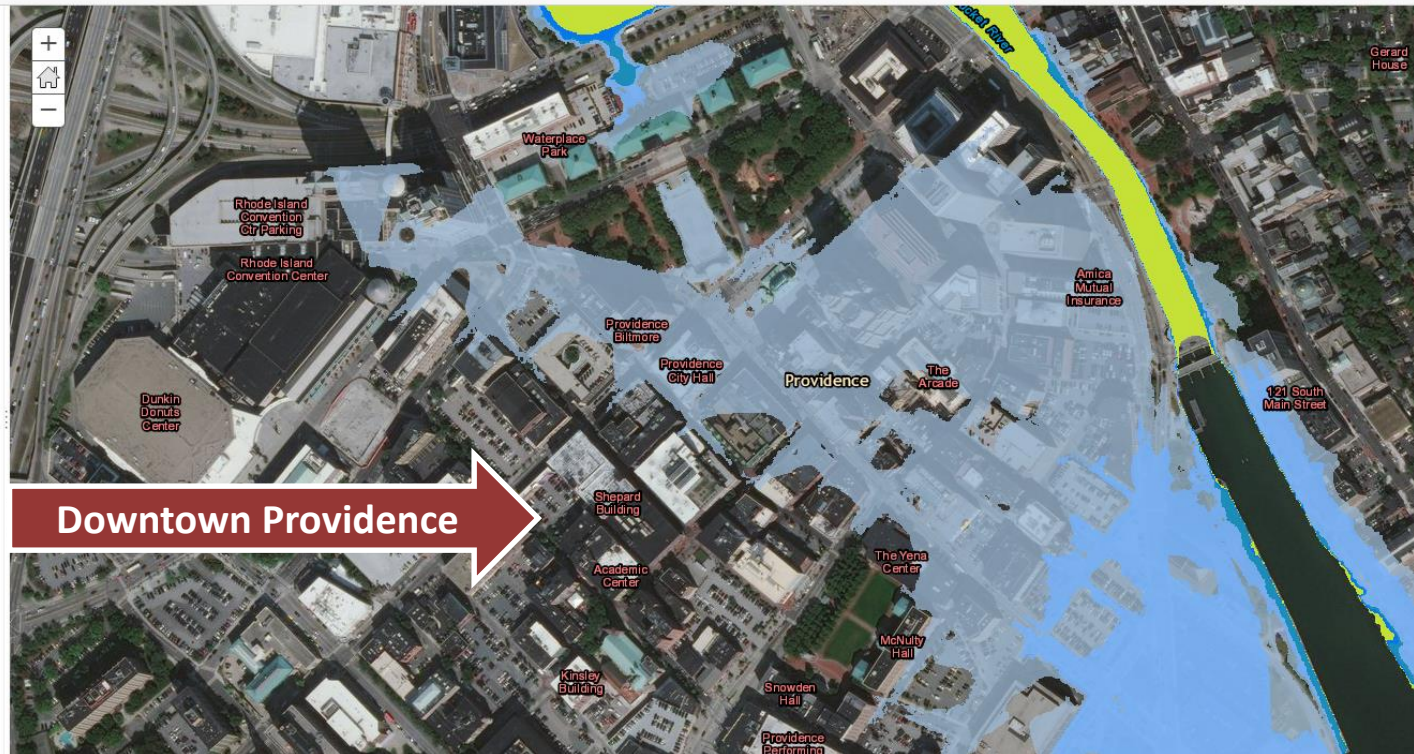 +
−
ocket River
Gerard
House
Waterplace
Park
Rhode Island
Convention
Ctr Parking
Rhode Island
Convention Center
Amica
Mutual
Insurance
Providence
Biltmore
Providence
City Hall
Providence
The
Arcade
Dunkin
Donuts
Center
121 South
Main Street
Shepard
Building
Downtown Providence
The Yena
Center
Academic
Center
McNulty
Hall
Kinsley
Building
Snowden
Hall
Providence
Performing